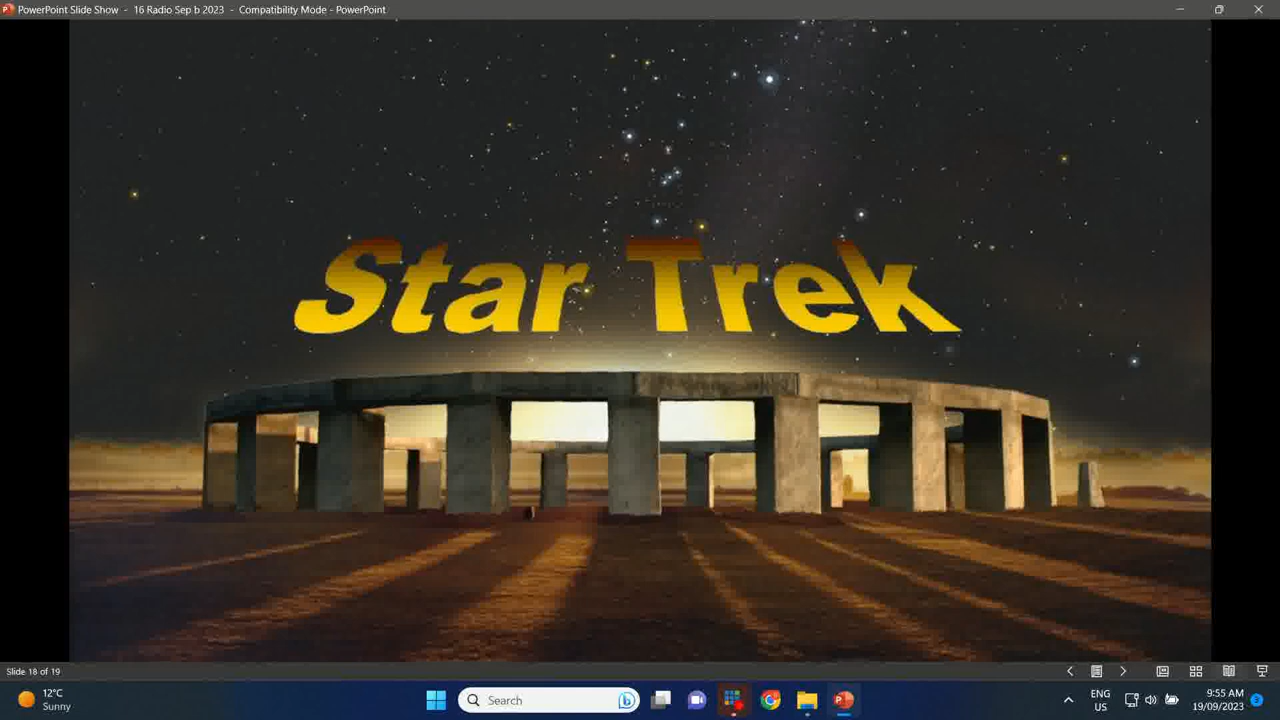 PowerPoint Slide Show - 16 Radio Sep b 2023 - Compatibility Mode - PowerPoint
Star Trek
Slide 18 of 19
12°C
Sunny
Search
ENG
US
9:55 AM
19/09/2023
3